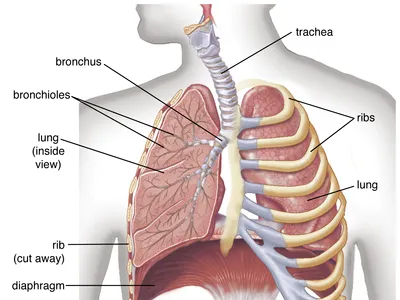 trachea
bronchus
bronchioles
ribs
lung
(inside
view)
lung
rib
(cut away)
diaphragm